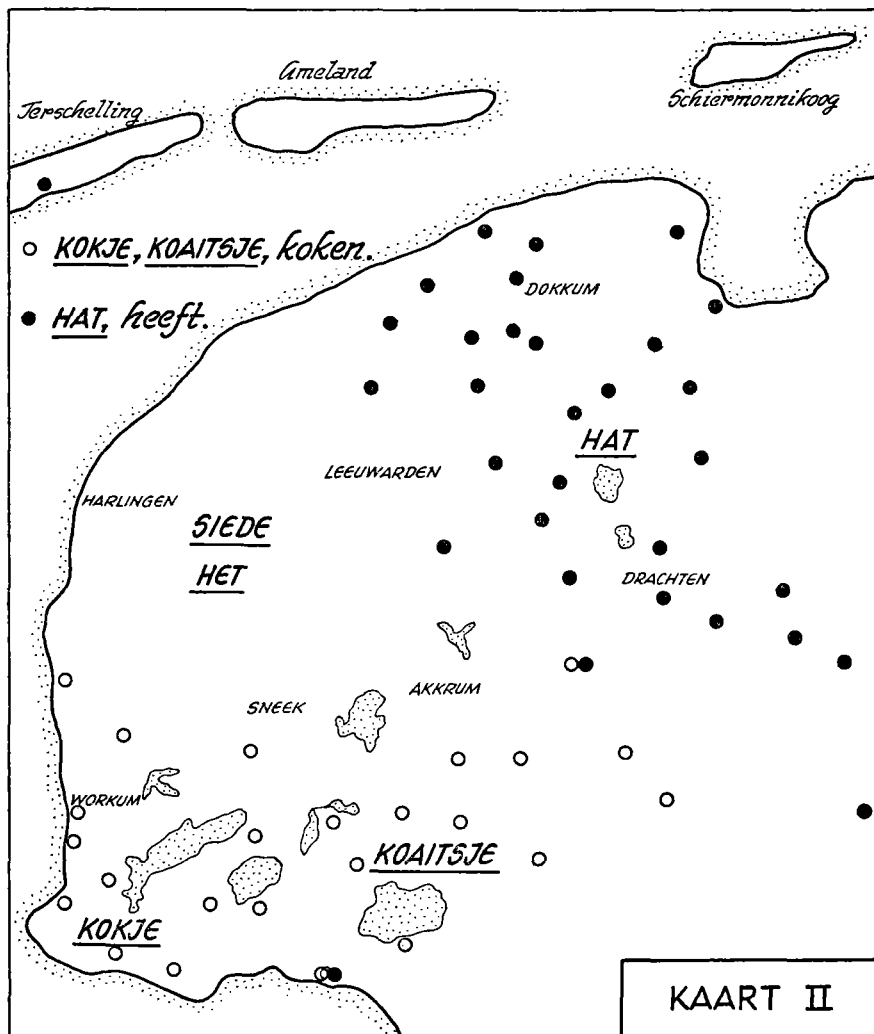 Ameland
Schiermonnikoog
Terschelling
KOKJE, KOAITSJE, koken.
HAT, heeft.
DOKKUM
HAT
LEEUWARDEN
HARLINGEN
SIEDE
HET
DRACHTEN
AKKRUM
SNEEK
WORKUM
KOAITSJE
KOKJE
KAART II